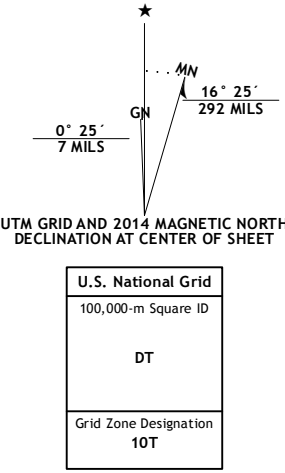 ★
MN
GN
16° 25´
292 MILS
0° 25´
7 MILS
UTM GRID AND 2014 MAGNETIC NORTH
DECLINATION AT CENTER OF SHEET
U.S. National Grid
100,000-m Square ID
DT
Grid Zone Designation
10T